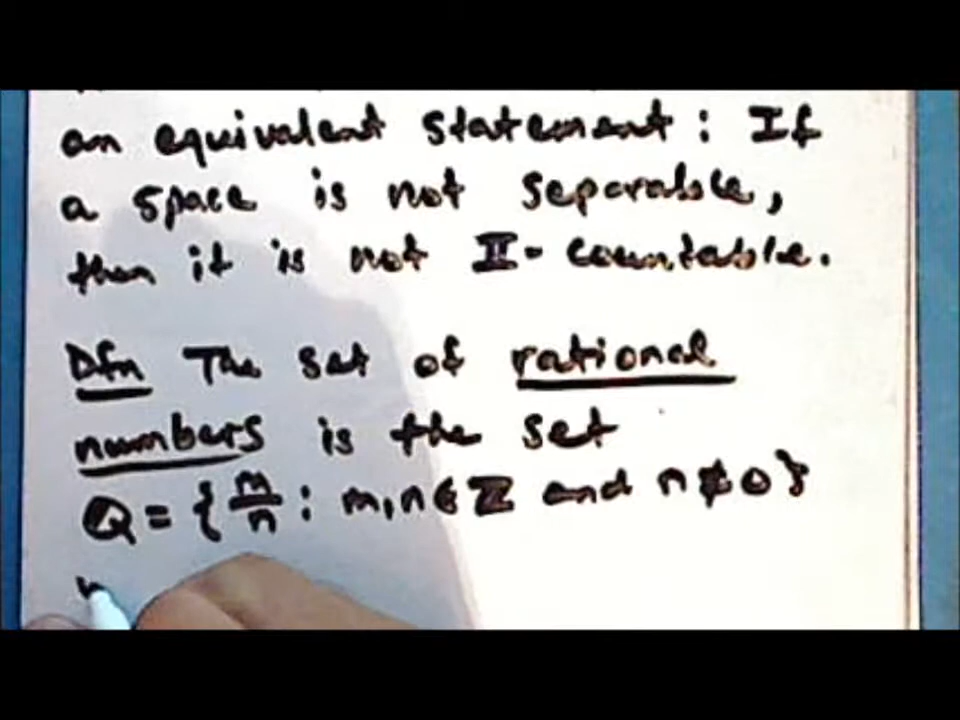 an equivalent statement: If
a space is not separable,
then it is not II-countable.
Dfn The set of rational
numbers is the set
Q = {m/n : m,n ∈ ℤ and n ≠ 0}